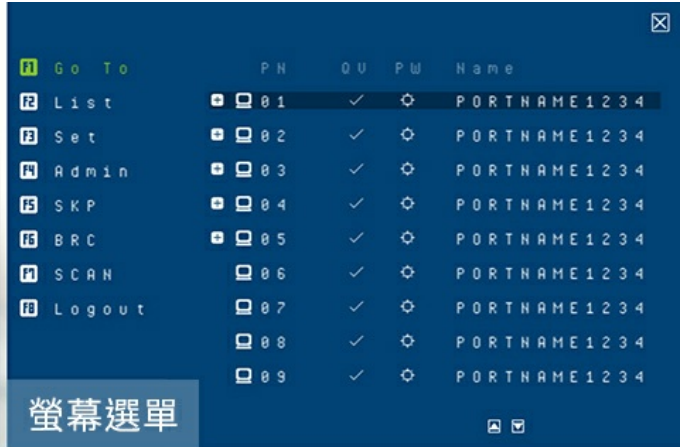 F1 Go To PN QV PW Name
F2 List 01 PORTNAME1234
F3 Set 02 PORTNAME1234
F4 Admin 03 PORTNAME1234
F5 SKP 04 PORTNAME1234
F6 BRC 05 PORTNAME1234
F7 SCAN 06 PORTNAME1234
F8 Logout 07 PORTNAME1234
08 PORTNAME1234
09 PORTNAME1234
螢幕選單